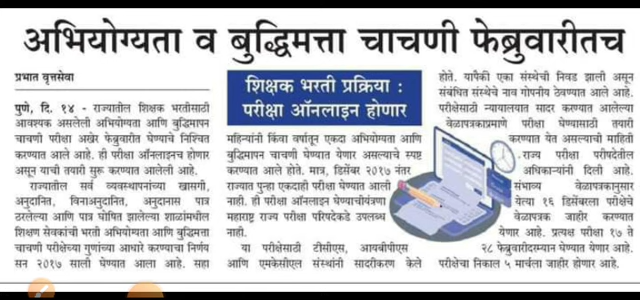 अभियोग्यता व बुद्धिमत्ता चाचणी फेब्रुवारीतच
प्रभात वृत्तसेवा
पुणे, दि. १४ - राज्यातील शिक्षक भरतीसाठी
आवश्यक असलेली अभियोग्यता आणि बुद्धिमापन
चाचणी परीक्षा अखेर फेब्रुवारीत घेण्याचे निश्चित
करण्यात आले आहे. ही परीक्षा ऑनलाइनच होणार
असून याची तयारी सुरू करण्यात आलेली आहे.
राज्यातील सर्व व्यवस्थापनांच्या खासगी,
अनुदानित, विनाअनुदानित, अनुदानास पात्र
ठरलेल्या आणि पात्र घोषित झालेल्या शाळांमधील
शिक्षण सेवकांची भरती अभियोग्यता आणि बुद्धिमत्ता
चाचणी परीक्षेच्या गुणांच्या आधारे करण्याचा निर्णय
सन २०१७ साली घेण्यात आला आहे. सहा
शिक्षक भरती प्रक्रिया :
परीक्षा ऑनलाइन होणार
महिन्यांनी किंवा वर्षातून एकदा अभियोग्यता आणि
बुद्धिमापन चाचणी घेण्यात येणार असल्याचे स्पष्ट
करण्यात आले होते. मात्र, डिसेंबर २०१७ नंतर
राज्यात पुन्हा एकदाही परीक्षा घेण्यात आली
नाही. ही परीक्षा ऑनलाइन घेण्याचीयंत्रणा
महाराष्ट्र राज्य परीक्षा परिषदेकडे उपलब्ध
नाही.
या परीक्षेसाठी टीसीएस, आयबीपीएस
आणि एमकेसीएल संस्थांनी सादरीकरण केले
होते. यापैकी एका संस्थेची निवड झाली असून
संबंधित संस्थेचे नाव गोपनीय ठेवण्यात आले आहे.
परीक्षेसाठी न्यायालयात सादर करण्यात आलेल्या
वेळापत्रकाप्रमाणे परीक्षा घेण्यासाठी तयारी
करण्यात येत असल्याची माहिती
राज्य परीक्षा परीषदेतील
अधिकाऱ्यांनी दिली आहे.
संभाव्य वेळापत्रकानुसार
येत्या १६ डिसेंबरला परीक्षेचे
वेळापत्रक जाहीर करण्यात
येणार आहे. प्रत्यक्ष परीक्षा १७ ते
२८ फेब्रुवारीदरम्यान घेण्यात येणार आहे.
परीक्षेचा निकाल ५ मार्चला जाहीर होणार आहे.